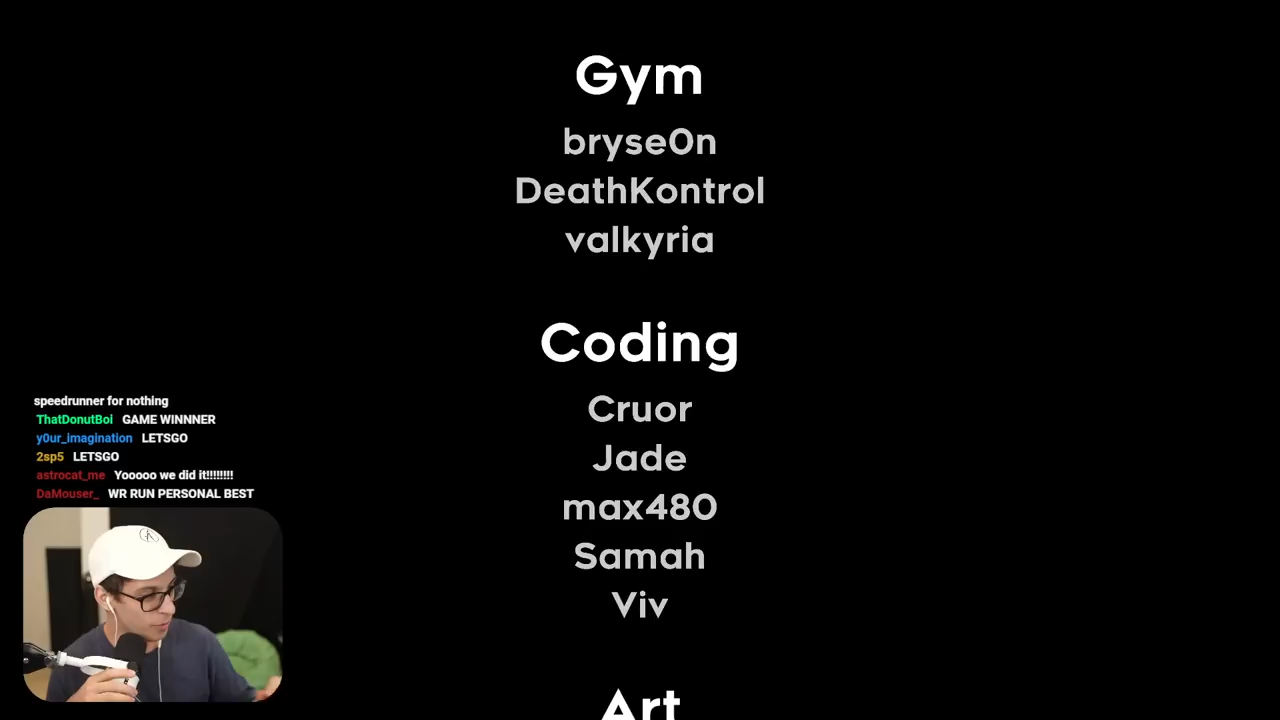 Gym
bryse0n
DeathKontrol
valkyria
Coding
Cruor
Jade
max480
Samah
Viv
Art
speedrunner for nothing
ThatDonutBoi GAME WINNNER
y0ur_imagination LETSGO
2sp5 LETSGO
astrocat_me Yooooo we did it!!!!!!!!
DaMouser_ WR RUN PERSONAL BEST